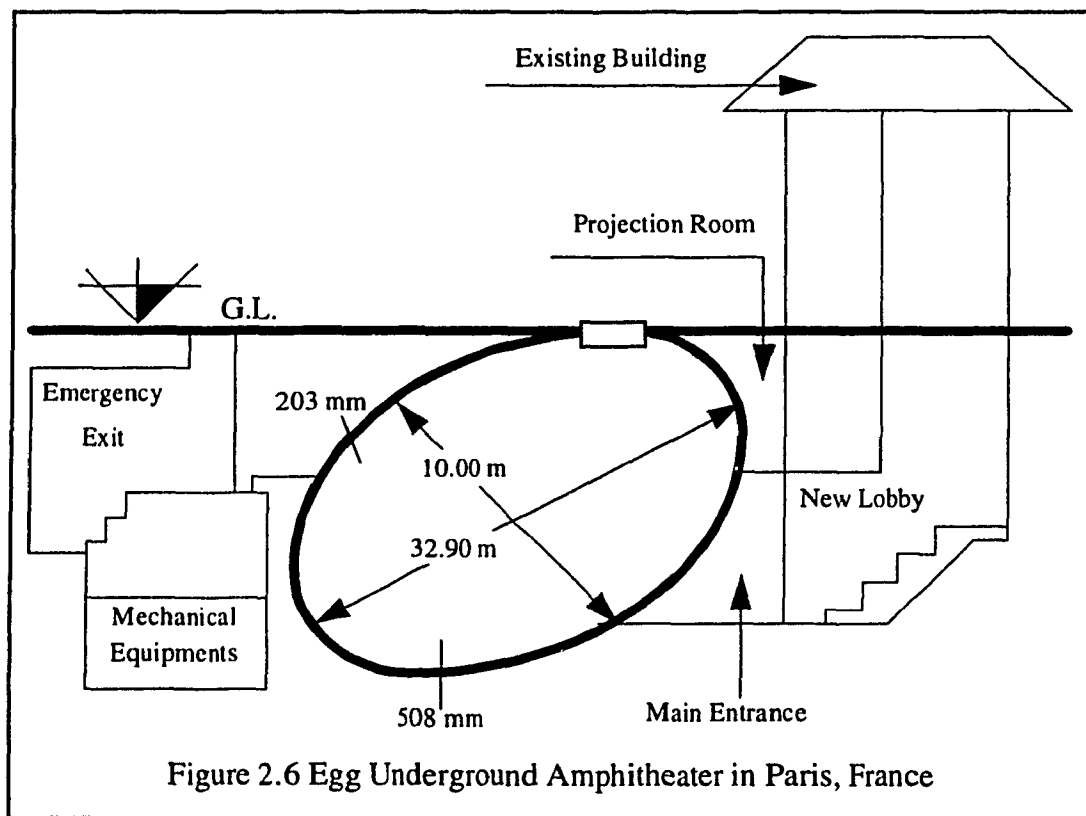 Existing Building
Projection Room
G.L.
Emergency
Exit
203 mm
10.00 m
New Lobby
32.90 m
Mechanical
Equipments
508 mm
Main Entrance
Figure 2.6 Egg Underground Amphitheater in Paris, France